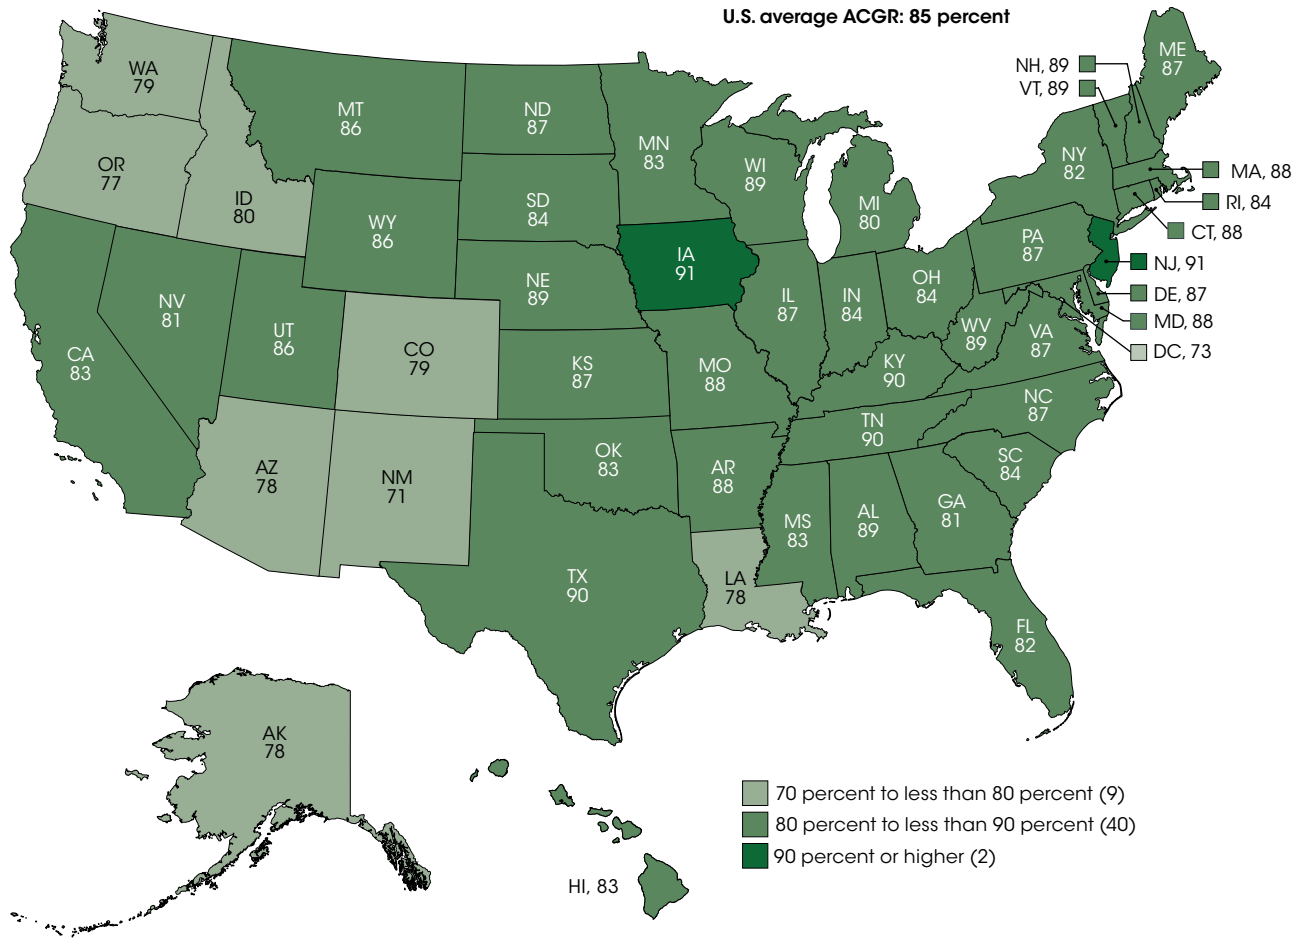 U.S. average ACGR: 85 percent
WA
79
OR
77
ID
80
MT
86
ND
87
MN
83
WI
89
MI
80
NY
82
ME
87
NH, 89
VT, 89
MA, 88
RI, 84
CT, 88
NJ, 91
DE, 87
MD, 88
DC, 73
SD
84
WY
86
NE
89
IA
91
PA
87
OH
84
IN
84
IL
87
WV
89
VA
87
CA
83
NV
81
UT
86
CO
79
KS
87
MO
88
KY
90
NC
87
TN
90
SC
84
AZ
78
NM
71
OK
83
AR
88
MS
83
AL
89
GA
81
TX
90
LA
78
FL
82
AK
78
HI, 83
70 percent to less than 80 percent (9)
80 percent to less than 90 percent (40)
90 percent or higher (2)